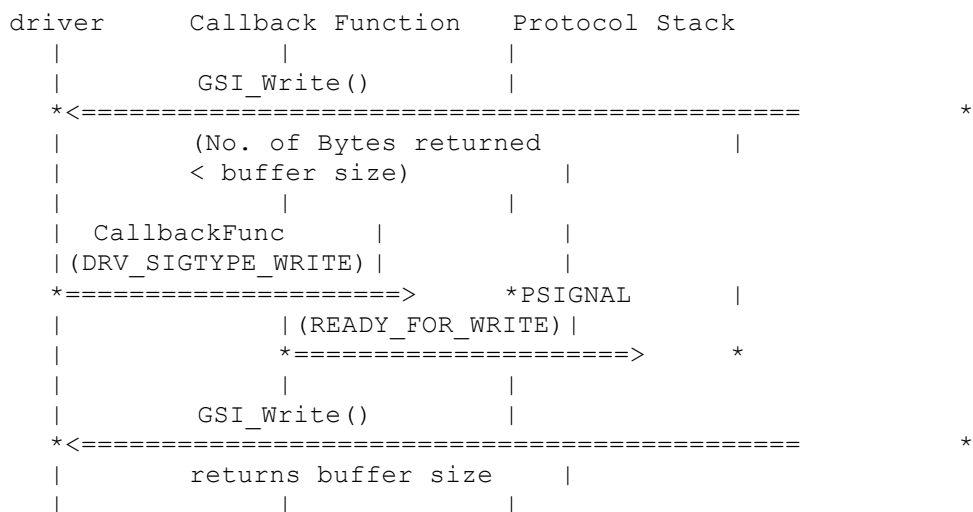 driver Callback Function Protocol Stack
| | |
| GSI_Write() |
*<============================================= *
| (No. of Bytes returned |
| < buffer size) |
| | |
| CallbackFunc | |
|(DRV_SIGTYPE_WRITE)| |
*=====================> *PSIGNAL |
| |(READY_FOR_WRITE)|
| *=====================> *
| | |
| GSI_Write() |
*<============================================= *
| returns buffer size |
| | |